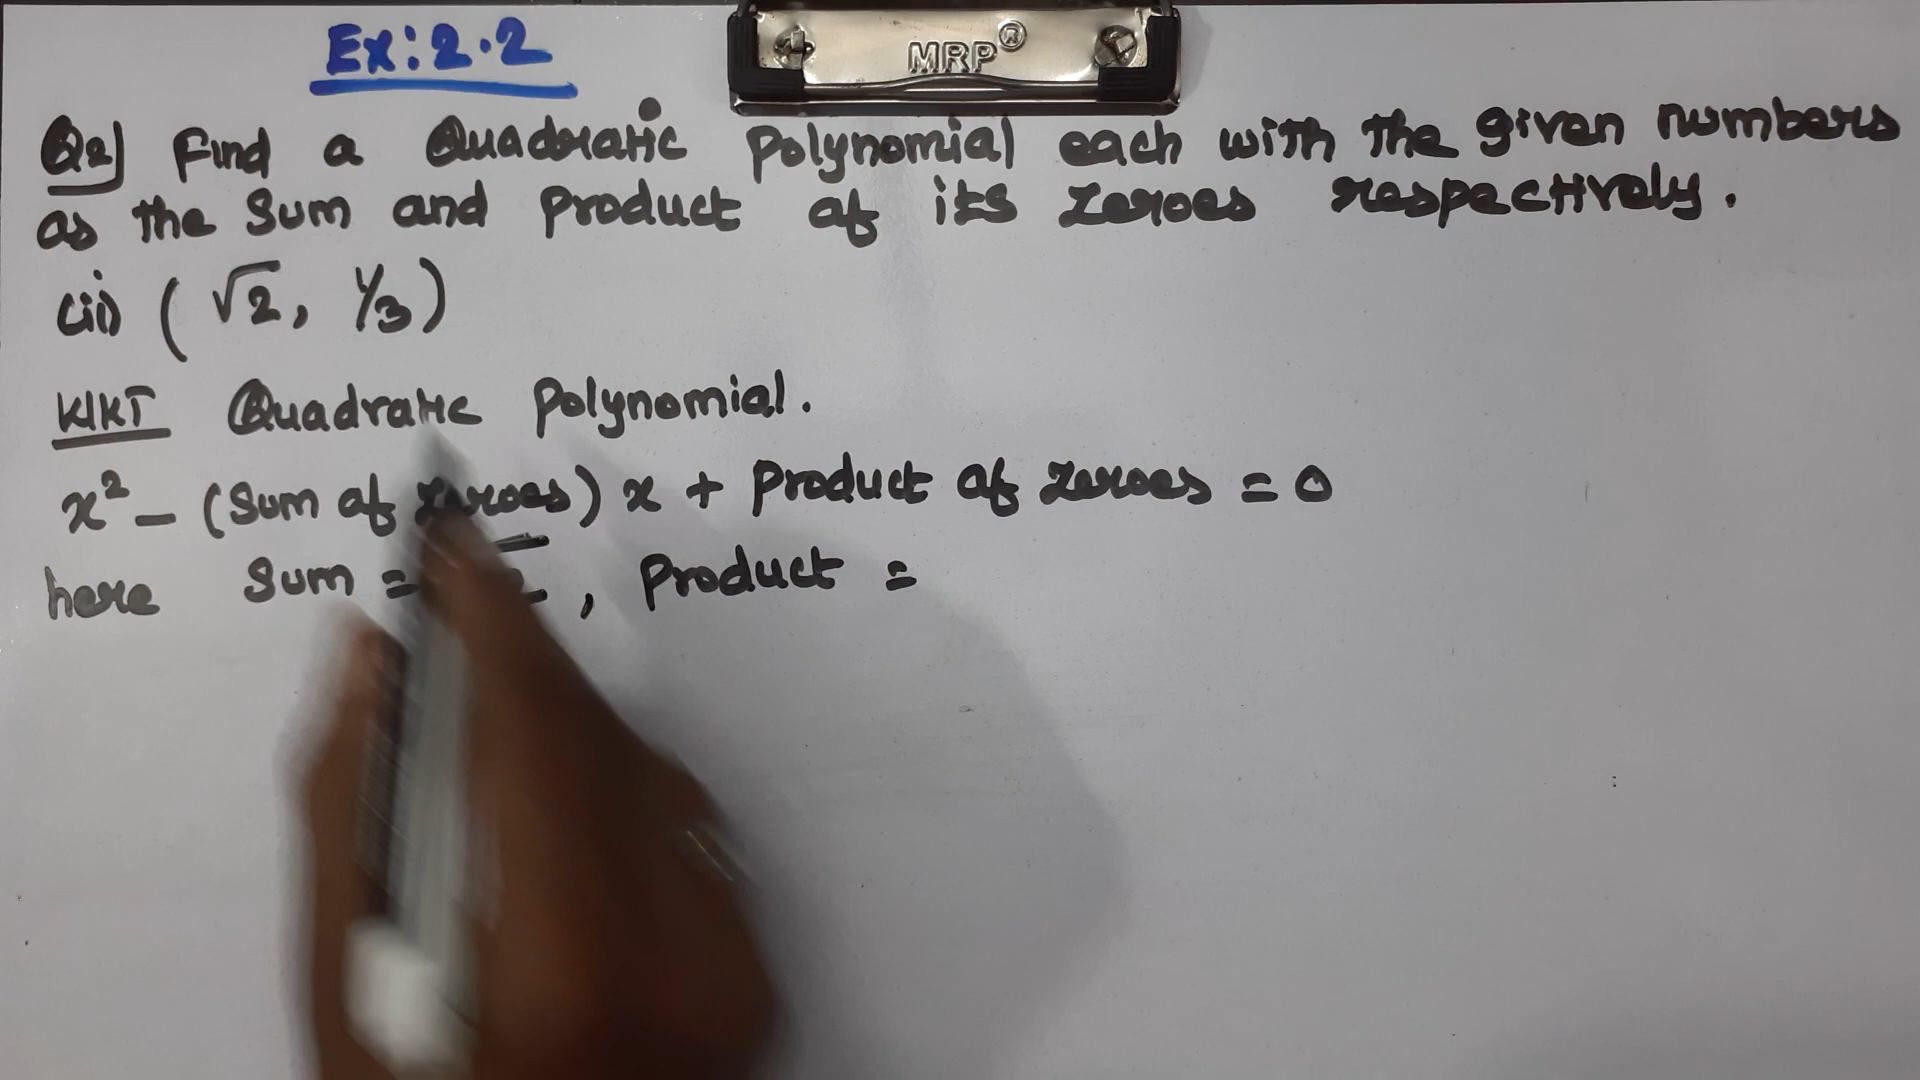 Ex: 2.2
MRP®
Q2) Find a Quadratic Polynomial each with the given numbers
as the sum and product of its zeroes respectively.
(ii) (√2, 1/3)
WKT Quadratic Polynomial.
x² - (Sum of zeroes) x + Product of zeroes = 0
here Sum = , Product =